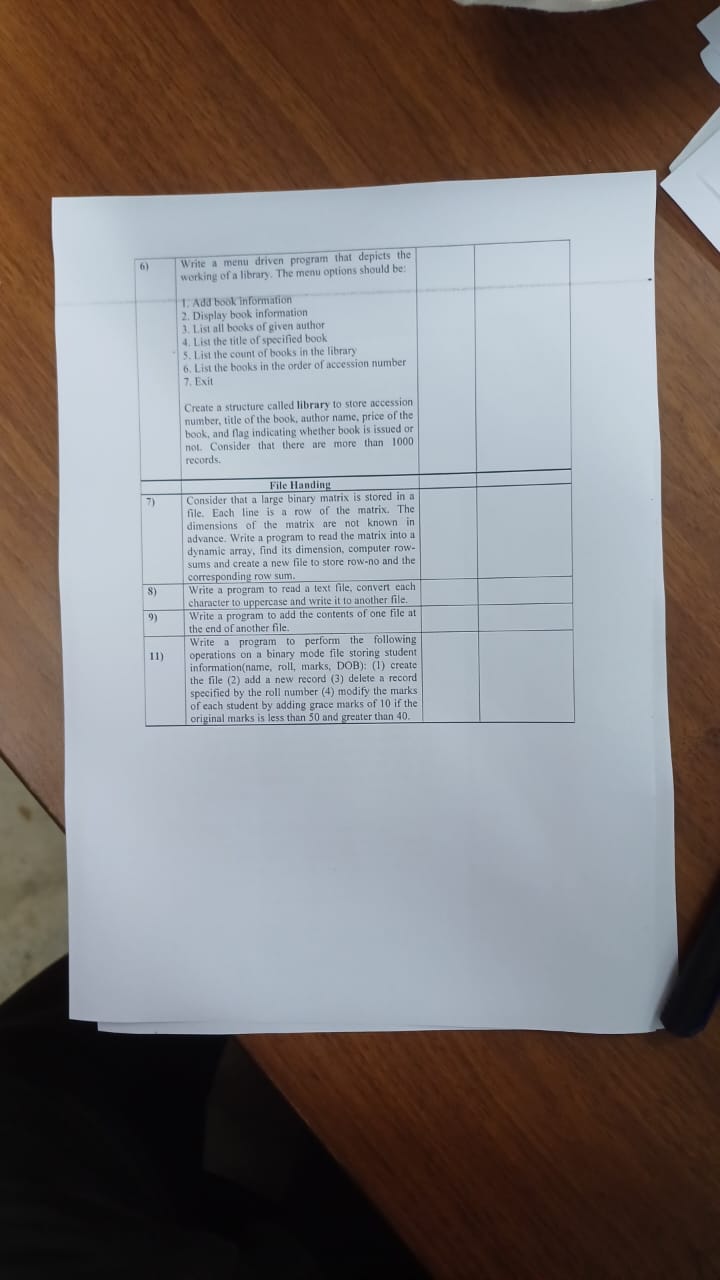 6)
Write a menu driven program that depicts the
working of a library. The menu options should be:
1. Add book information
2. Display book information
3. List all books of given author
4. List the title of specified book
5. List the count of books in the library
6. List the books in the order of accession number
7. Exit
Create a structure called library to store accession
number, title of the book, author name, price of the
book, and flag indicating whether book is issued or
not. Consider that there are more than 1000
records.
File Handing
7)
Consider that a large binary matrix is stored in a
file. Each line is a row of the matrix. The
dimensions of the matrix are not known in
advance. Write a program to read the matrix into a
dynamic array, find its dimension, computer row-
sums and create a new file to store row-no and the
corresponding row sum.
8)
Write a program to read a text file, convert each
character to uppercase and write it to another file.
9)
Write a program to add the contents of one file at
the end of another file.
11)
Write a program to perform the following
operations on a binary mode file storing student
information(name, roll, marks, DOB): (1) create
the file (2) add a new record (3) delete a record
specified by the roll number (4) modify the marks
of each student by adding grace marks of 10 if the
original marks is less than 50 and greater than 40.